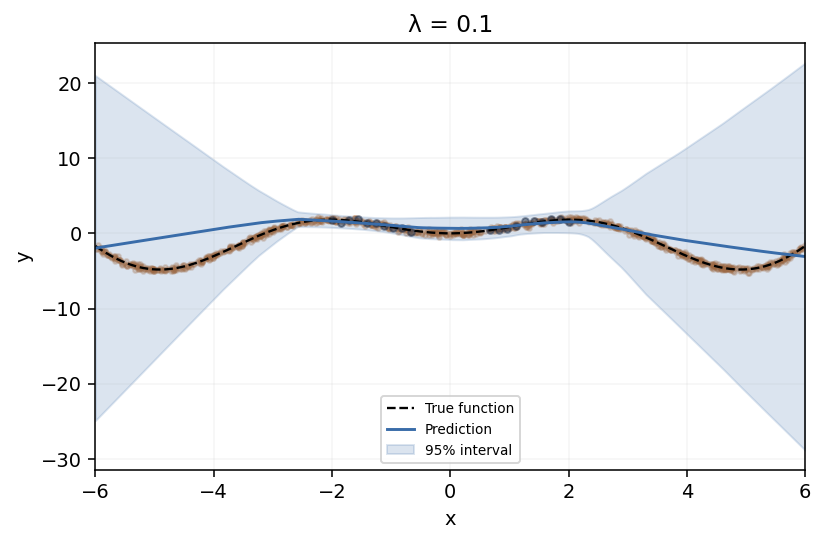 λ = 0.1
20
10
0
−10
−20
−30
y
−6
−4
−2
0
2
4
6
x
True function
Prediction
95% interval